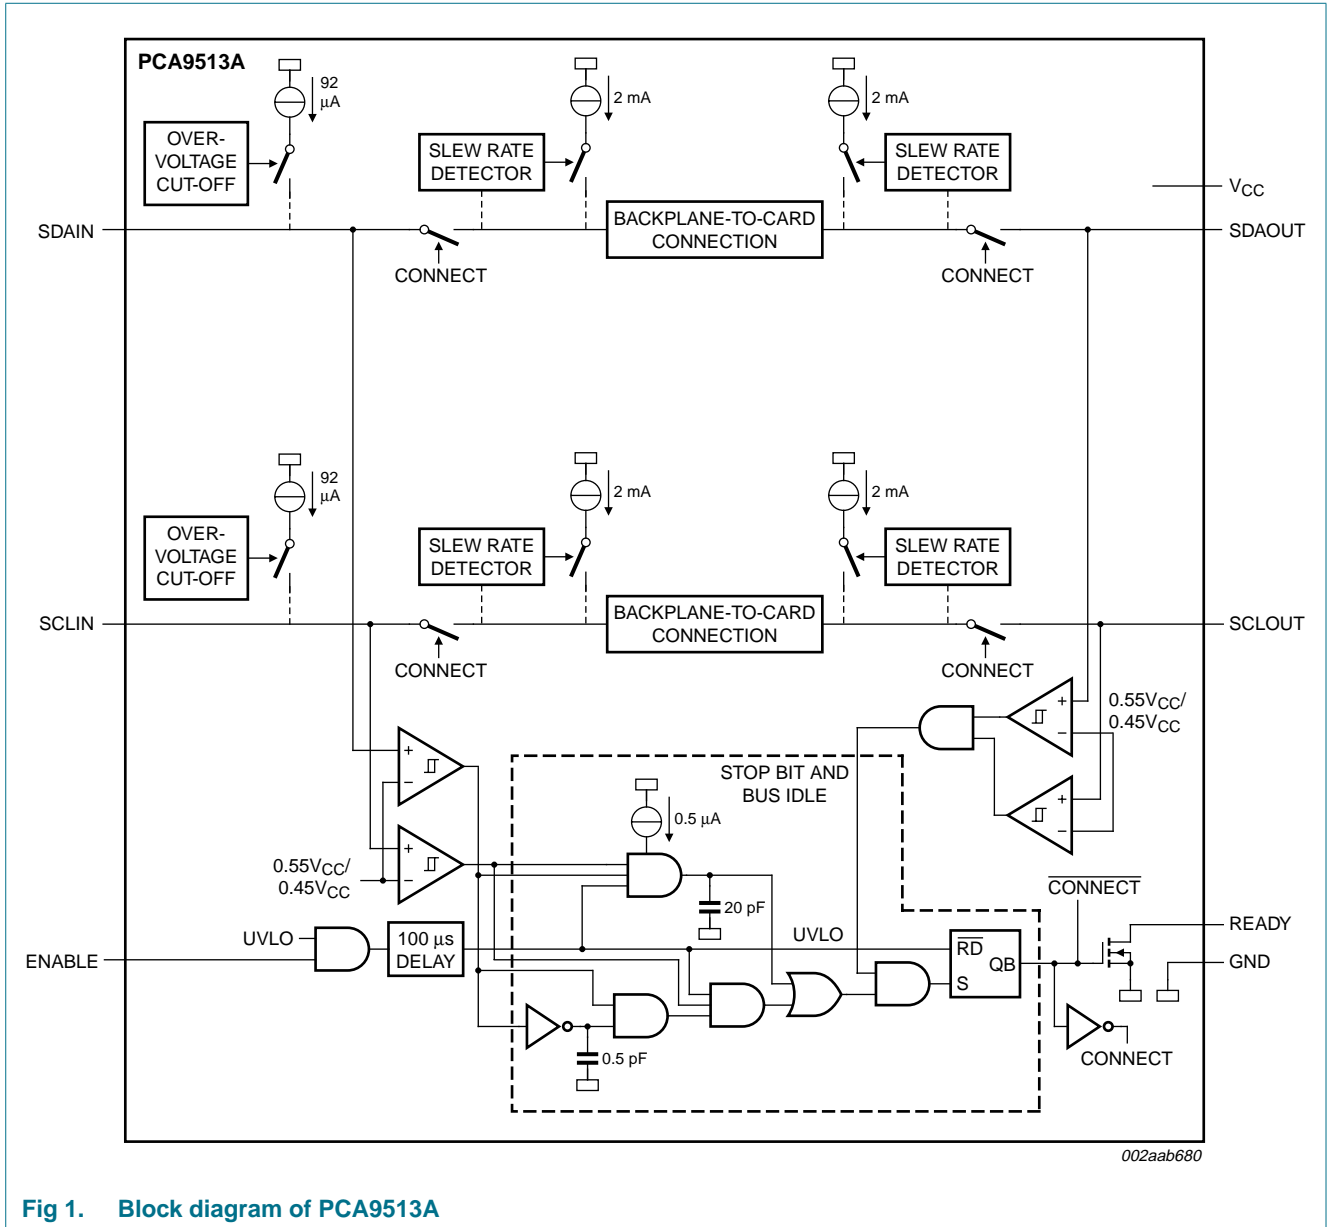 PCA9513A
92
μA
2 mA
2 mA
OVER-
VOLTAGE
CUT-OFF
SLEW RATE
DETECTOR
SLEW RATE
DETECTOR
VCC
SDAIN
BACKPLANE-TO-CARD
CONNECTION
SDAOUT
CONNECT
CONNECT
92
μA
2 mA
2 mA
OVER-
VOLTAGE
CUT-OFF
SLEW RATE
DETECTOR
SLEW RATE
DETECTOR
SCLIN
BACKPLANE-TO-CARD
CONNECTION
SCLOUT
CONNECT
CONNECT
+
−
0.55VCC/
0.45VCC
+
−
STOP BIT AND
BUS IDLE
+
−
0.5 μA
+
−
0.55VCC/
0.45VCC
20 pF
CONNECT
UVLO
100 μs
DELAY
UVLO
RD
QB
S
READY
ENABLE
GND
0.5 pF
CONNECT
002aab680
Fig 1. Block diagram of PCA9513A